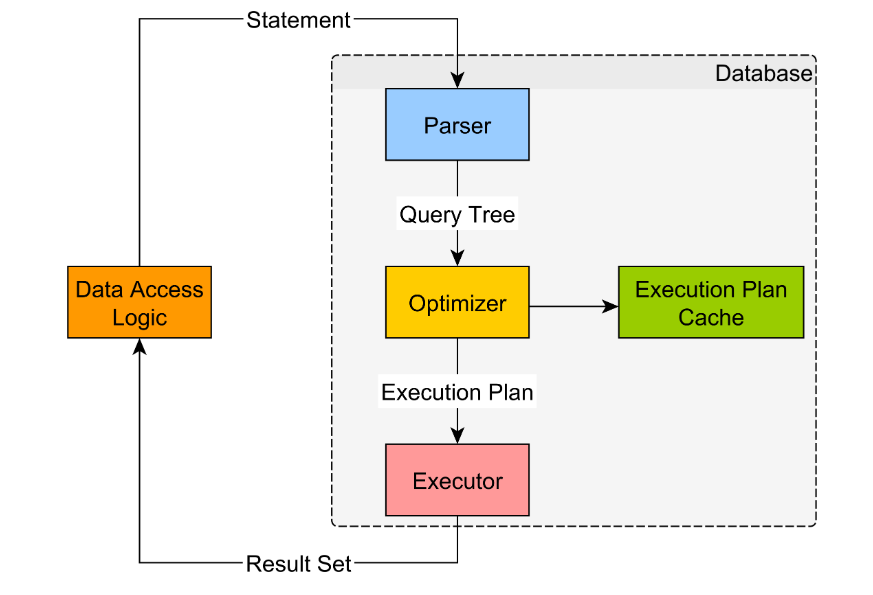 Statement
Database
Parser
Query Tree
Data Access
Logic
Optimizer
Execution Plan
Cache
Execution Plan
Executor
Result Set